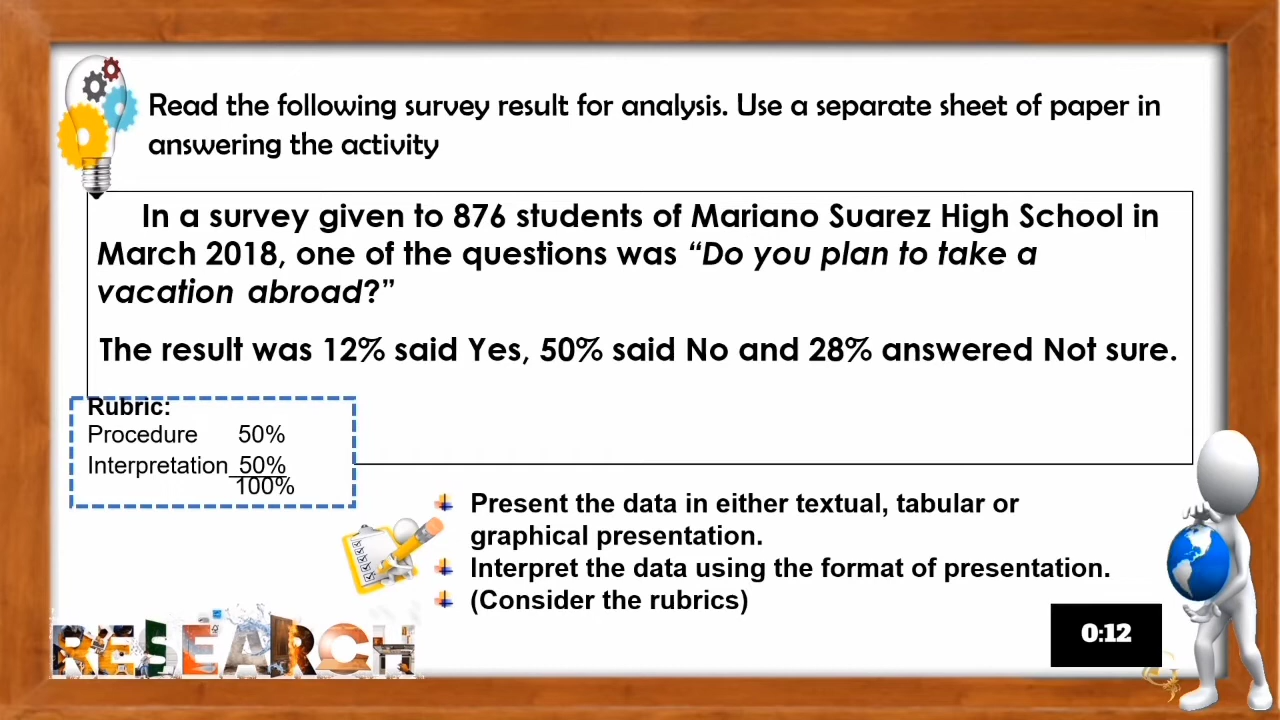 Read the following survey result for analysis. Use a separate sheet of paper in
answering the activity
In a survey given to 876 students of Mariano Suarez High School in
March 2018, one of the questions was “Do you plan to take a
vacation abroad?”
The result was 12% said Yes, 50% said No and 28% answered Not sure.
Rubric:
Procedure 50%
Interpretation 50%
100%
Present the data in either textual, tabular or
graphical presentation.
Interpret the data using the format of presentation.
(Consider the rubrics)
RESEARCH
0:12